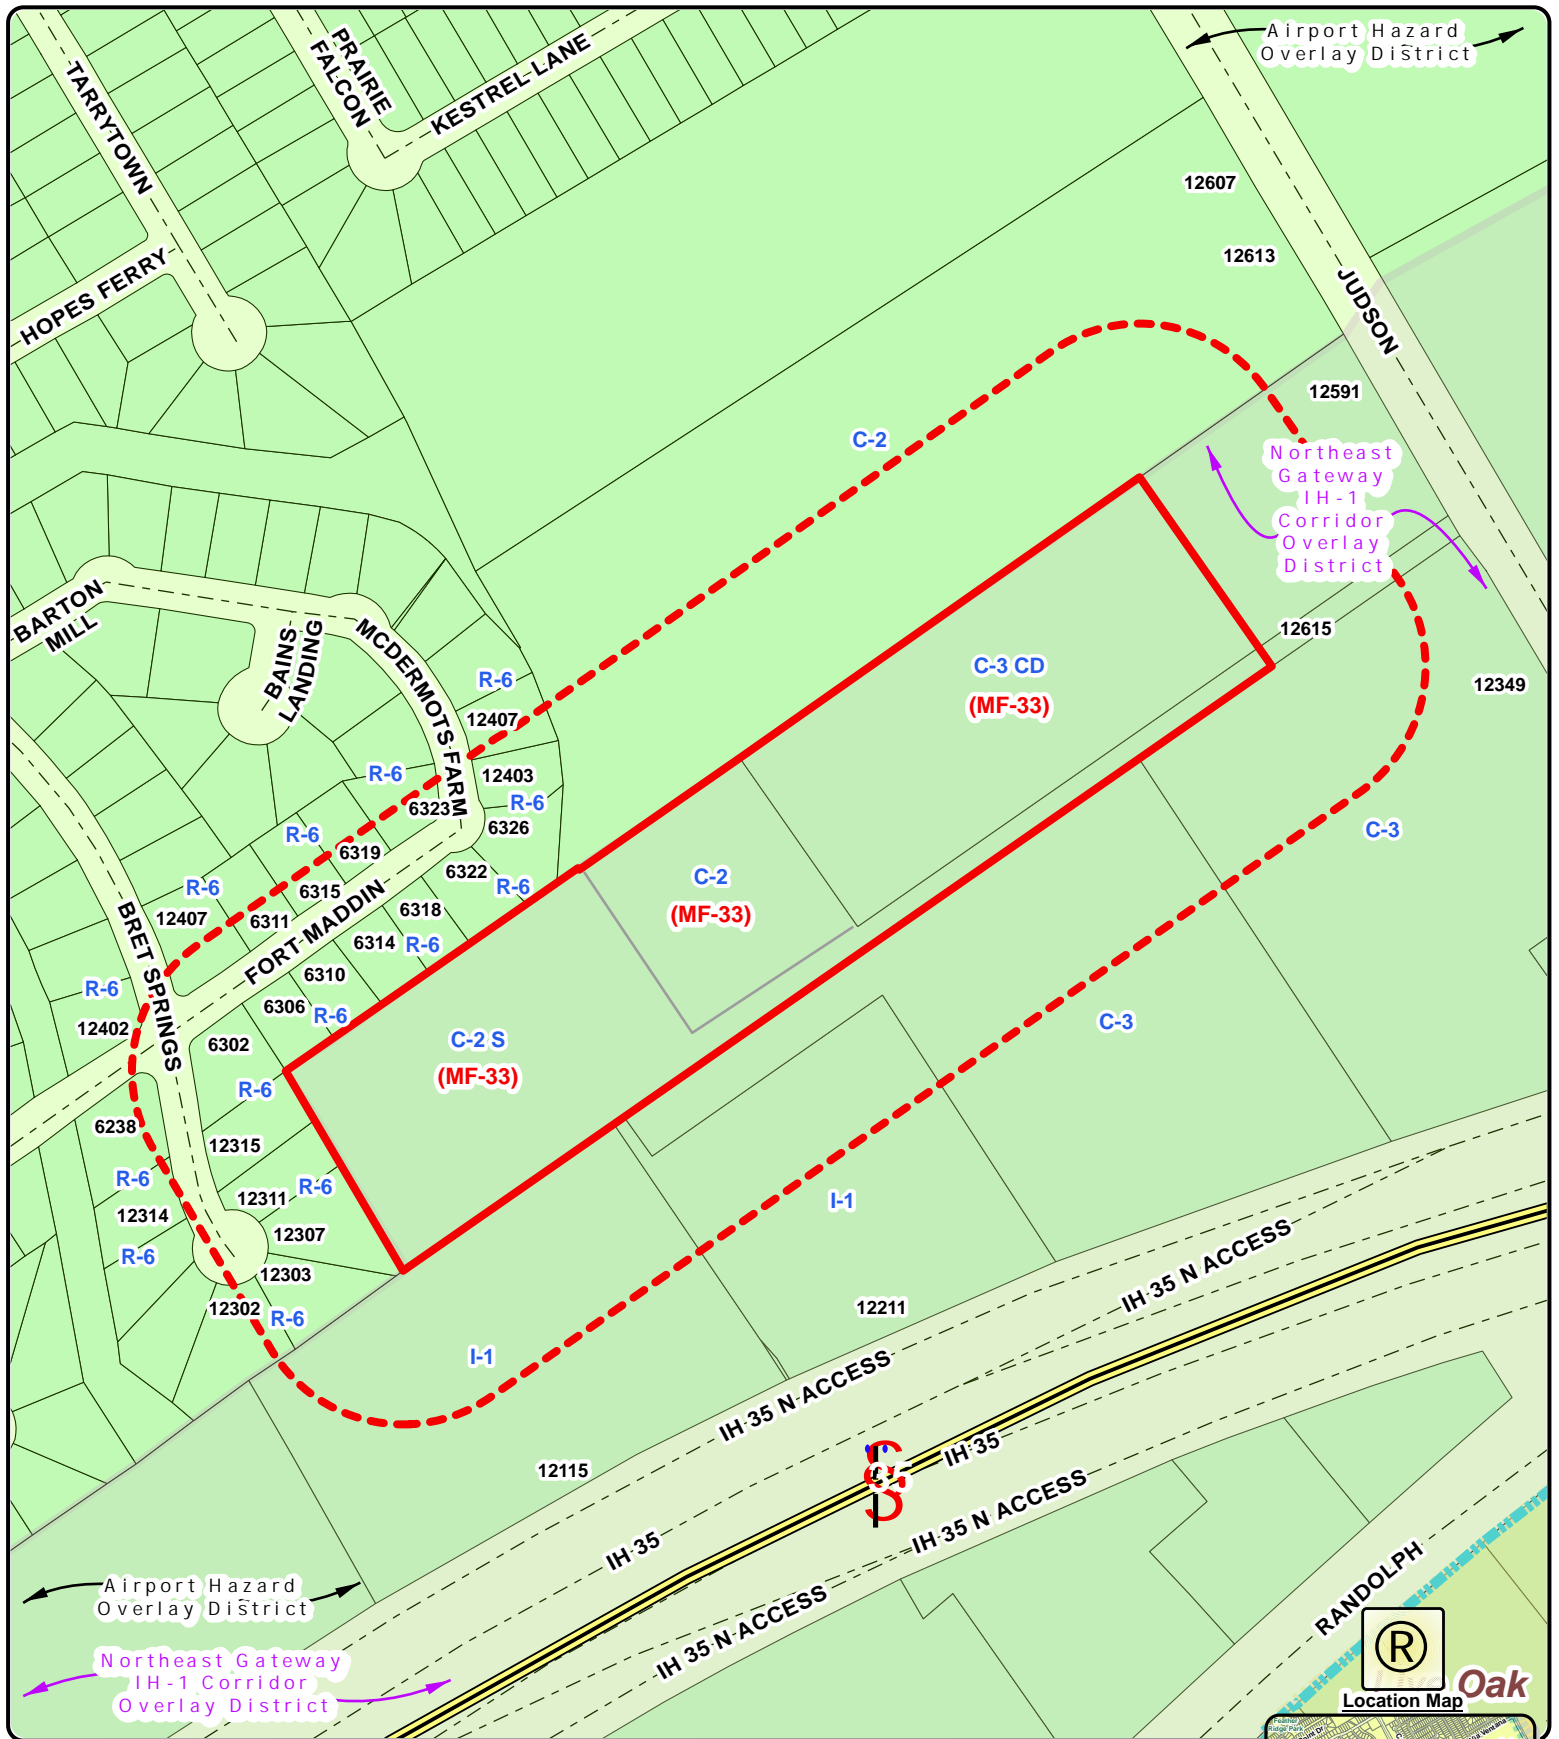 Airport Hazard
Overlay District
PRAIRIE
FALCON
KESTREL LANE
TARRYTOWN
HOPES FERRY
12607
12613
JUDSON
12591
C-2
Northeast
Gateway
IH-1
Corridor
Overlay
District
BARTON
MILL
BAINS
LANDING
MCDERMOTS FARM
12615
C-3 CD
(MF-33)
12349
R-6
12407
R-6
12403
R-6
6323
6326
C-3
R-6
6319
6322
R-6
C-2
(MF-33)
R-6
12407
6315
6311
6318
FORT MADDIN
6314
R-6
BRET SPRINGS
6310
R-6
6306
R-6
12402
6302
C-2 S
(MF-33)
C-3
R-6
6238
12315
R-6
R-6
12311
12314
12307
R-6
12303
12302
R-6
I-1
12211
IH 35 N ACCESS
I-1
IH 35 N ACCESS
12115
IH 35
IH 35
IH 35 N ACCESS
IH 35 N ACCESS
RANDOLPH
Airport Hazard
Overlay District
Northeast Gateway
IH-1 Corridor
Overlay District
R
Oak
Location Map
Feather
Ridge Park